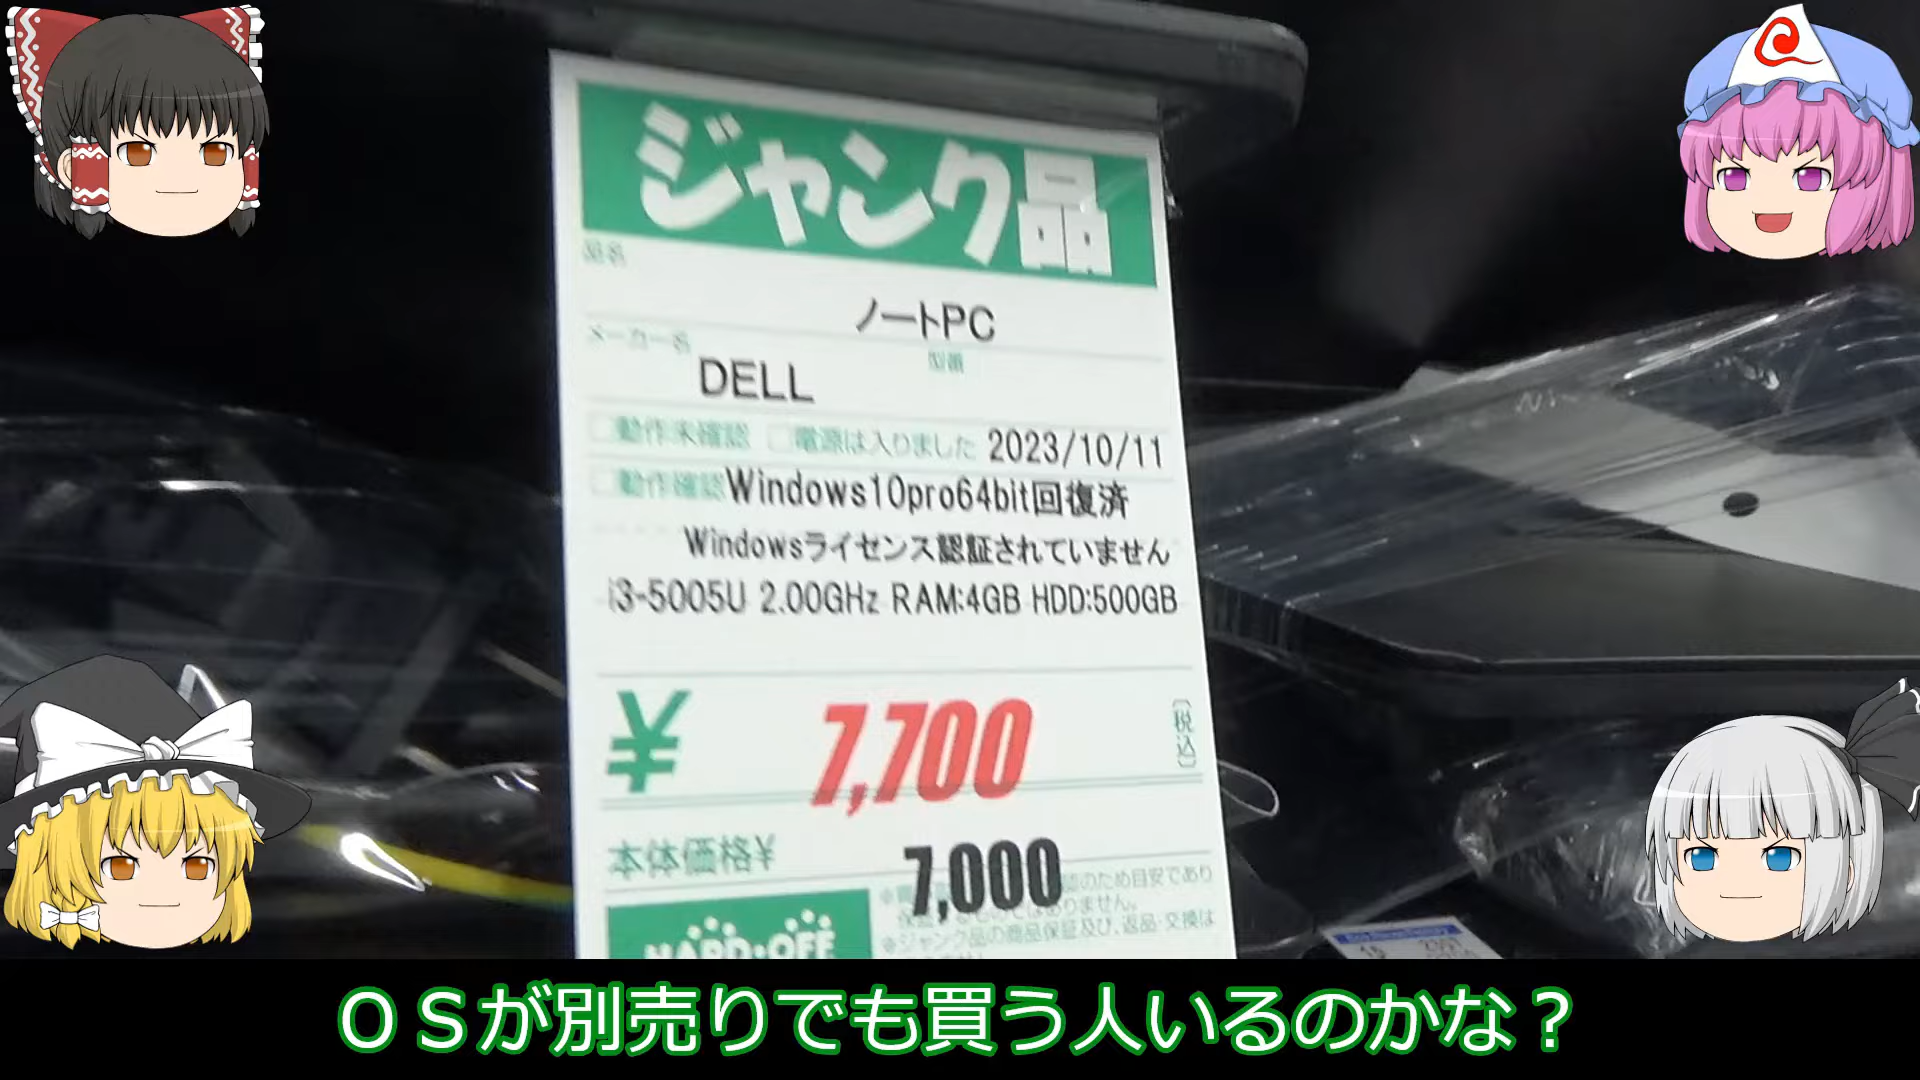 ジャンク品
品名
ノートPC
メーカー名
型番
DELL
動作未確認 電源は入りました 2023/10/11
動作確認 Windows10pro64bit回復済
Windowsライセンス認証されていません
i3-5005U 2.00GHz RAM:4GB HDD:500GB
¥ 7,700 (税込)
本体価格¥ 7,000
のため目安であり
ありません。
※ジャンク品の商品保証及び、返品・交換は
HARD・OFF
ＯＳが別売りでも買う人いるのかな？